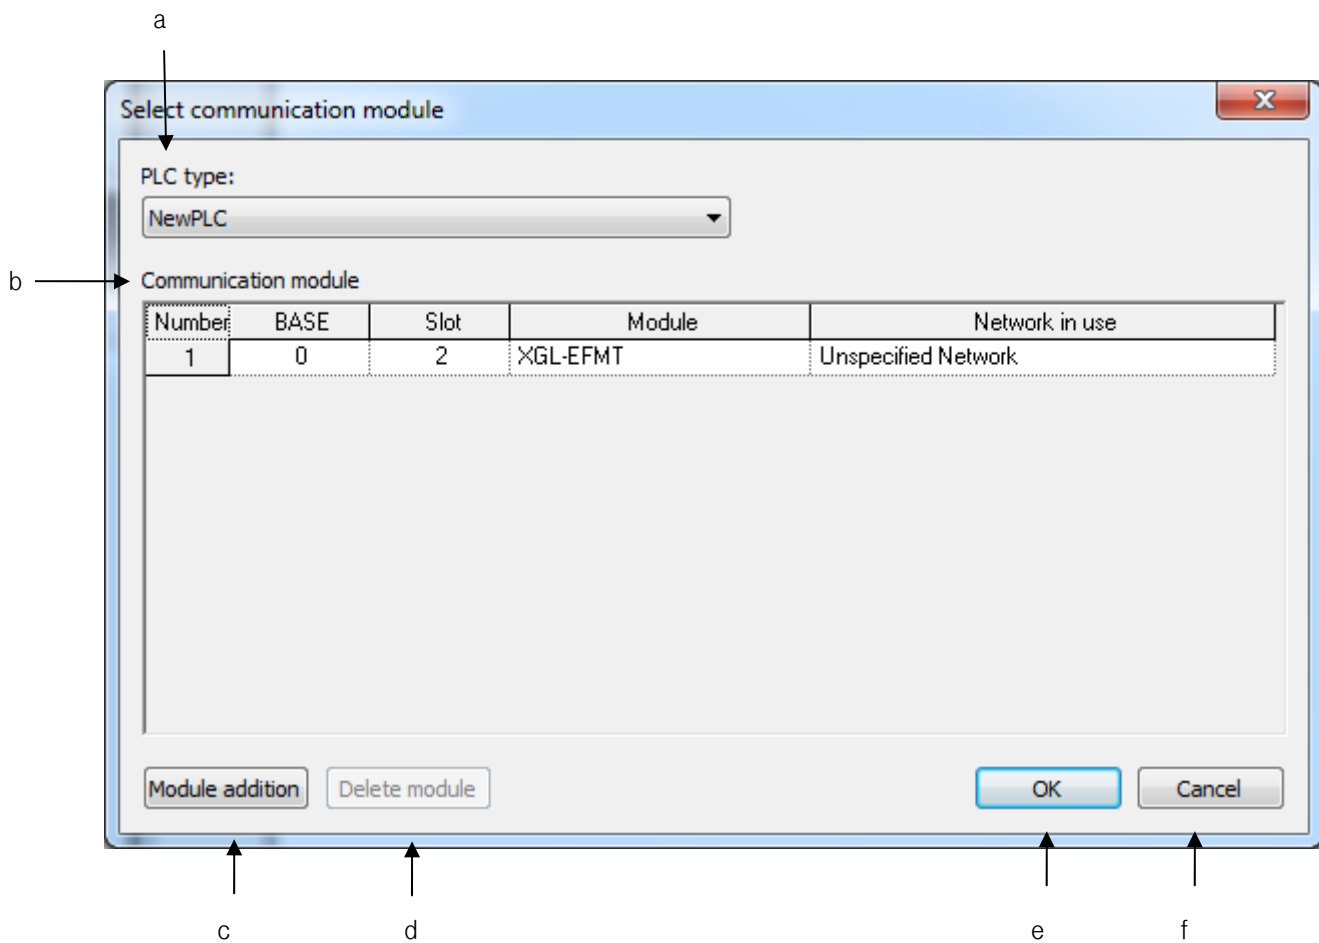 a
Select communication module
PLC type:
NewPLC
b
Communication module
Number BASE Slot Module Network in use
1 0 2 XGL-EFMT Unspecified Network
Module addition Delete module OK Cancel
c d e f